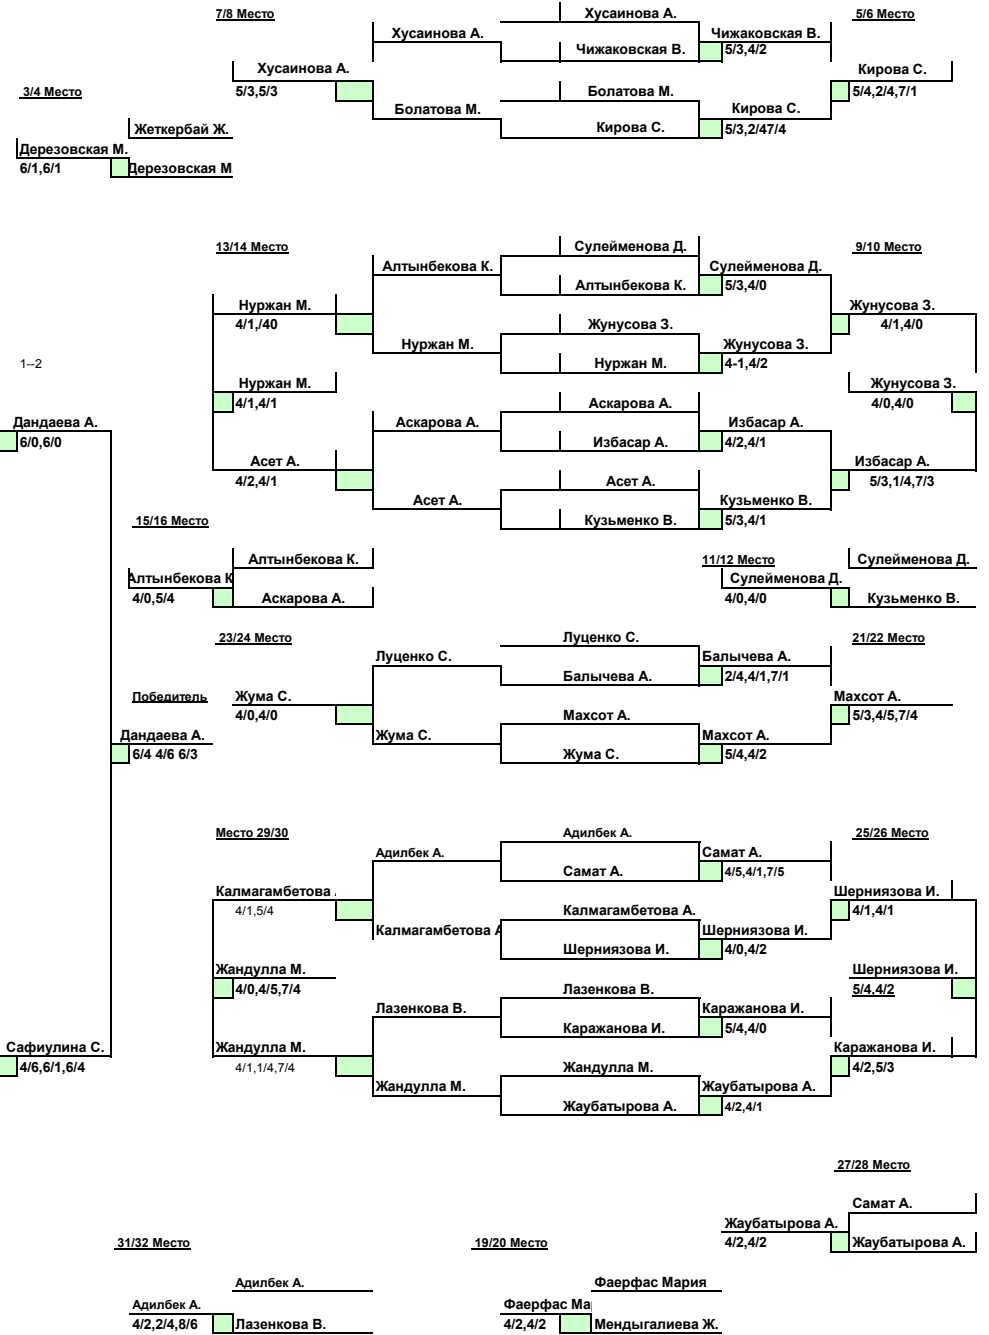 7/8 Место Хусаинова А. 5/6 Место
Хусаинова А. Чижаковская В.
Чижаковская В. 5/3,4/2
Хусаинова А. Кирова С.
3/4 Место 5/3,5/3 Болатова М. 5/4,2/4,7/1
Болатова М. Кирова С.
Жеткербай Ж. Кирова С. 5/3,2/47/4
Дерезовская М.
6/1,6/1 Дерезовская М
13/14 Место Сулейменова Д. 9/10 Место
Алтынбекова К. Сулейменова Д.
Алтынбекова К. 5/3,4/0
Нуржан М. Жунусова З.
4/1,/40 Жунусова З. 4/1,4/0
Нуржан М. Жунусова З.
1--2 Нуржан М. 4-1,4/2
Нуржан М. Жунусова З.
4/1,4/1 Аскарова А. 4/0,4/0
Дандаева А. Аскарова А. Избасар А.
6/0,6/0 Избасар А. 4/2,4/1
Асет А. Избасар А.
4/2,4/1 Асет А. 5/3,1/4,7/3
Асет А. Кузьменко В.
15/16 Место Кузьменко В. 5/3,4/1
Алтынбекова К. 11/12 Место Сулейменова Д.
Алтынбекова К Сулейменова Д.
4/0,5/4 Аскарова А. 4/0,4/0 Кузьменко В.
23/24 Место Луценко С. 21/22 Место
Луценко С. Балычева А.
Балычева А. 2/4,4/1,7/1
Победитель Жума С. Махсот А.
4/0,4/0 Махсот А. 5/3,4/5,7/4
Дандаева А. Жума С. Махсот А.
6/4 4/6 6/3 Жума С. 5/4,4/2
Место 29/30 Адилбек А. 25/26 Место
Адилбек А. Самат А.
Самат А. 4/5,4/1,7/5
Калмагамбетова Шерниязова И.
4/1,5/4 Калмагамбетова А. 4/1,4/1
Калмагамбетова А Шерниязова И.
Шерниязова И. 4/0,4/2
Жандулла М. Шерниязова И.
4/0,4/5,7/4 Лазенкова В. 5/4,4/2
Лазенкова В. Каражанова И.
Каражанова И. 5/4,4/0
Сафиулина С. Жандулла М. Каражанова И.
4/6,6/1,6/4 4/1,1/4,7/4 Жандулла М. 4/2,5/3
Жандулла М. Жаубатырова А.
Жаубатырова А. 4/2,4/1
27/28 Место
Самат А.
Жаубатырова А.
31/32 Место 19/20 Место 4/2,4/2 Жаубатырова А.
Адилбек А. Фаерфас Мария
Адилбек А. Фаерфас Ма
4/2,2/4,8/6 Лазенкова В. 4/2,4/2 Мендыгалиева Ж.